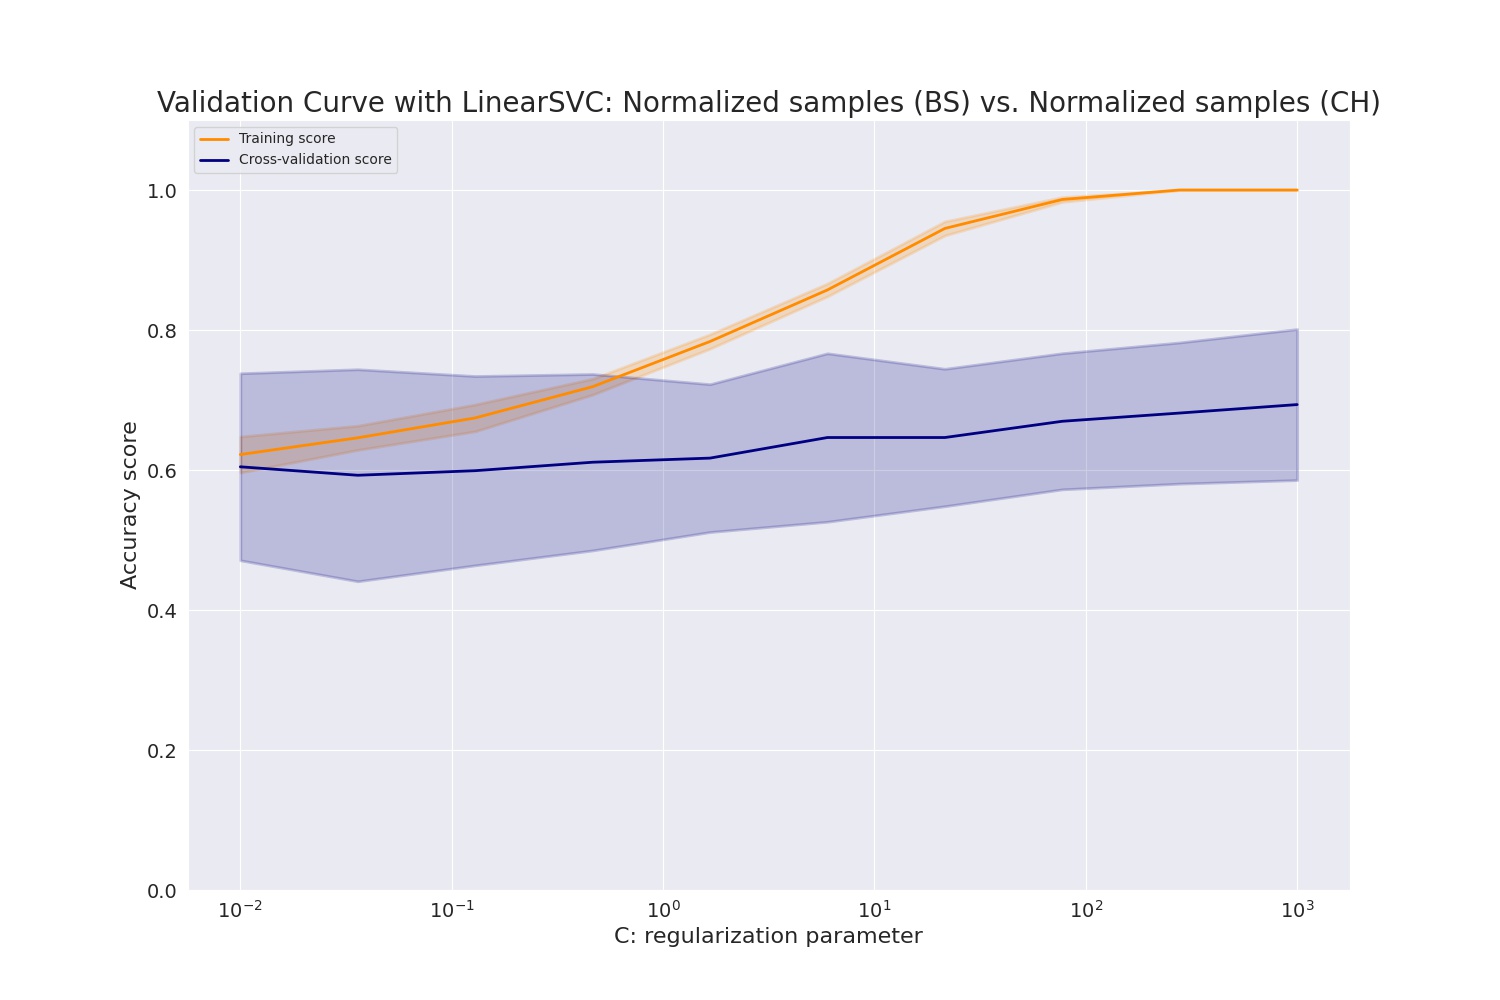 Validation Curve with LinearSVC: Normalized samples (BS) vs. Normalized samples (CH)
Training score
Cross-validation score
Accuracy score
1.0
0.8
0.6
0.4
0.2
0.0
10⁻² 10⁻¹ 10⁰ 10¹ 10² 10³
C: regularization parameter